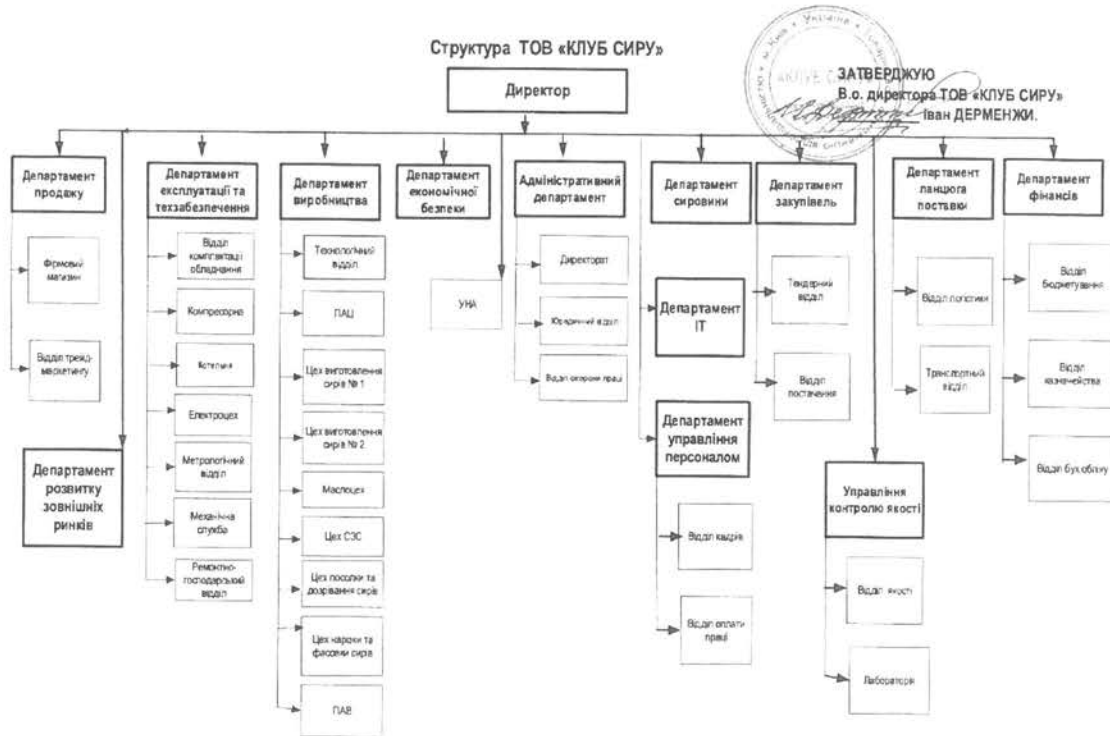 Структура ТОВ «КЛУБ СИРУ»
ЗАТВЕРДЖУЮ
В.о. директора ТОВ «КЛУБ СИРУ»
Іван ДЕРМЕНЖИ.
Директор
Департамент
продажу
Департамент
експлуатації та
техзабезпечення
Департамент
виробництва
Департамент
економічної
безпеки
Адміністративний
департамент
Департамент
сировини
Департамент
закупівель
Департамент
ланцюга
поставки
Департамент
фінансів
Фірмовий
магазин
Відділ трейд-
маркетингу
Департамент
розвитку
зовнішніх
ринків
Відділ
комплектації
обладнання
Компресорна
Котельня
Електроцех
Метрологічний
відділ
Механічна
служба
Ремонтно-
господарський
відділ
Технологічний
відділ
ПАЦ
Цех виготовлення
сирів № 1
Цех виготовлення
сирів № 2
Маслоцех
Цех СЗС
Цех посолки та
дозрівання сирів
Цех нарізки та
фасовки сирів
ПАВ
УНА
Директорат
Юридичний відділ
Відділ охорони праці
Департамент
ІТ
Департамент
управління
персоналом
Відділ кадрів
Відділ оплати
праці
Тендерний
відділ
Відділ
постачення
Управління
контролю якості
Відділ якості
Лабораторія
Відділ логістики
Транспортний
відділ
Відділ
бюджетування
Відділ
казначейства
Відділ бух обліку